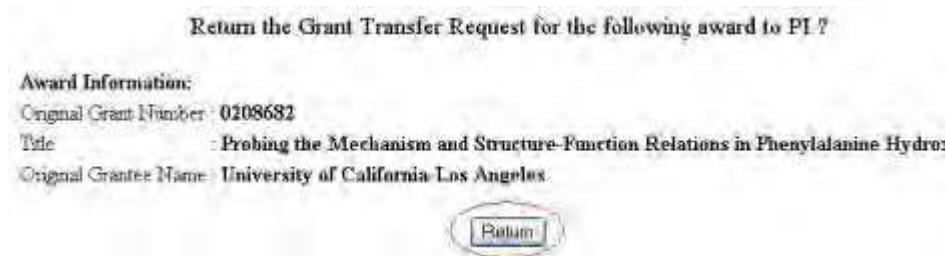 Return the Grant Transfer Request for the following award to PI ?
Award Information:
Original Grant Number : 0208682
Title : Probing the Mechanism and Structure-Function Relations in Phenylalanine Hydrox
Original Grantee Name : University of California-Los Angeles
Return